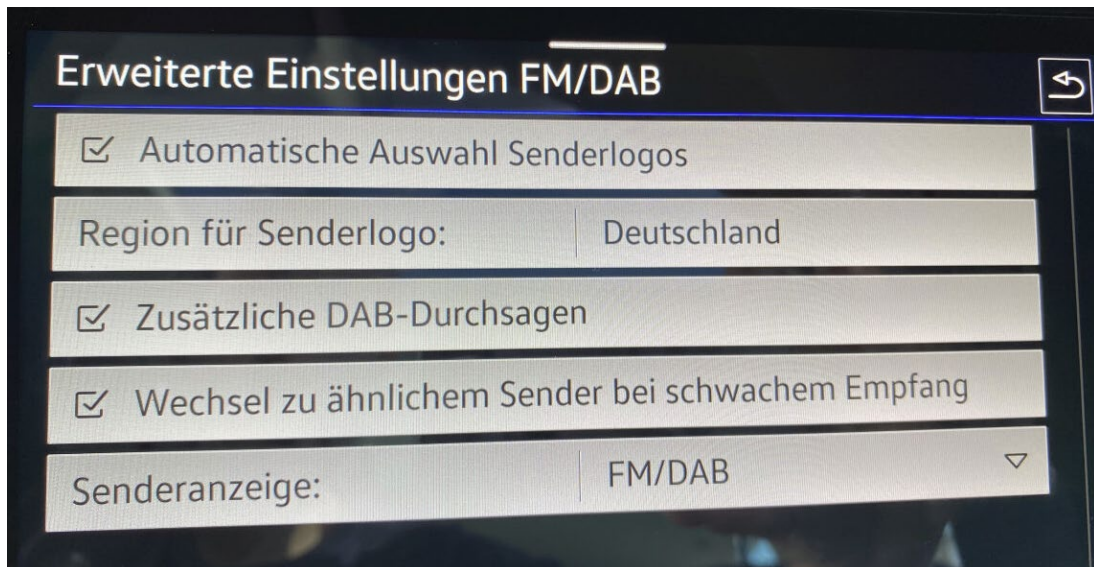 Erweiterte Einstellungen FM/DAB
Automatische Auswahl Senderlogos
Region für Senderlogo: Deutschland
Zusätzliche DAB-Durchsagen
Wechsel zu ähnlichem Sender bei schwachem Empfang
Senderanzeige: FM/DAB